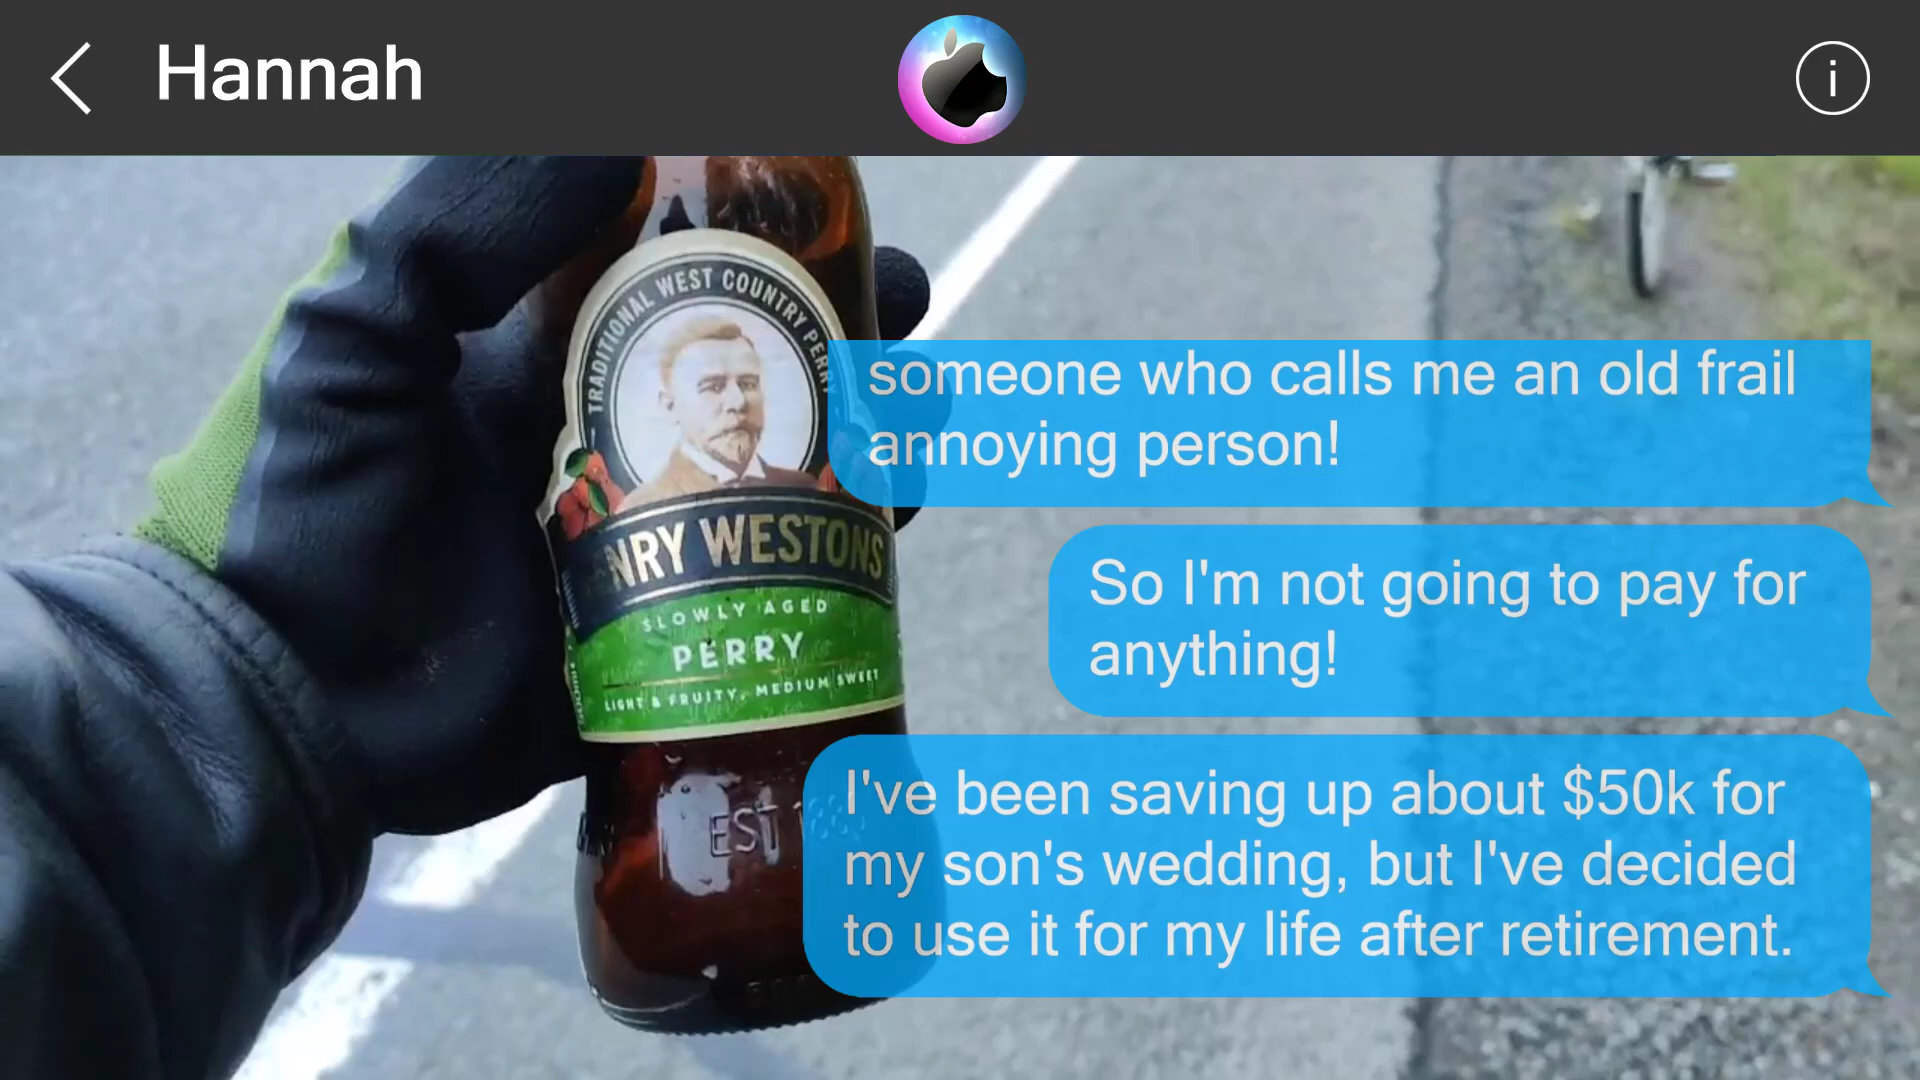 Hannah
i
TRADITIONAL WEST COUNTRY PERRY
someone who calls me an old frail
annoying person!
NRY WESTONS
SLOWLY AGED
PERRY
LIGHT & FRUITY, MEDIUM SWEET
So I'm not going to pay for
anything!
EST
I've been saving up about $50k for
my son's wedding, but I've decided
to use it for my life after retirement.